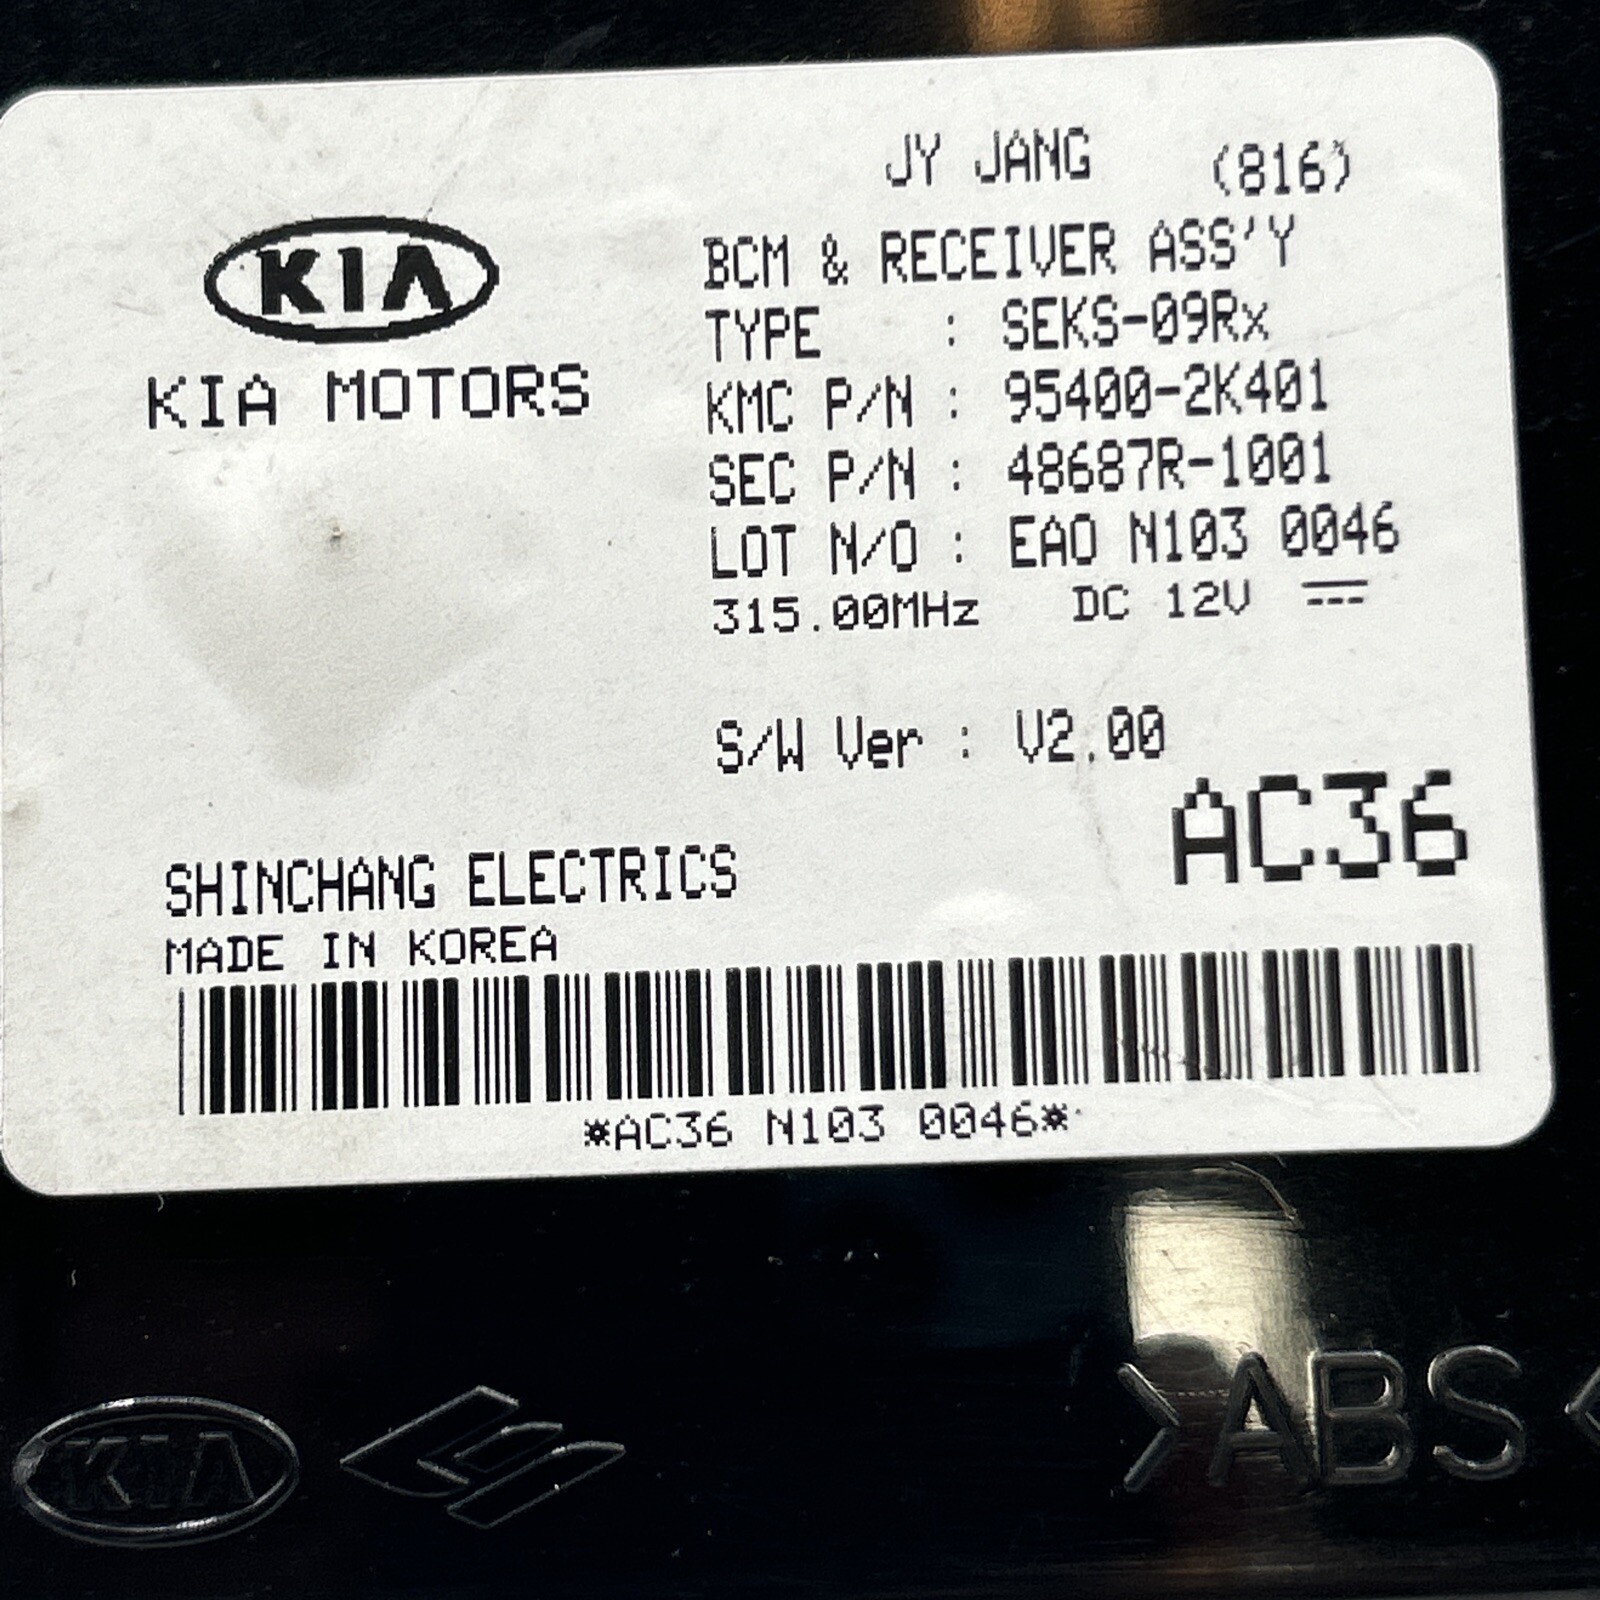 JY JANG (816)
KIA
KIA MOTORS
BCM & RECEIVER ASS'Y
TYPE : SEKS-09Rx
KMC P/N : 95400-2K401
SEC P/N : 48687R-1001
LOT N/O : EAO N103 0046
315.00MHz DC 12V
S/W Ver : V2.00
AC36
SHINCHANG ELECTRICS
MADE IN KOREA
*AC36 N103 0046*
KIA
>ABS<